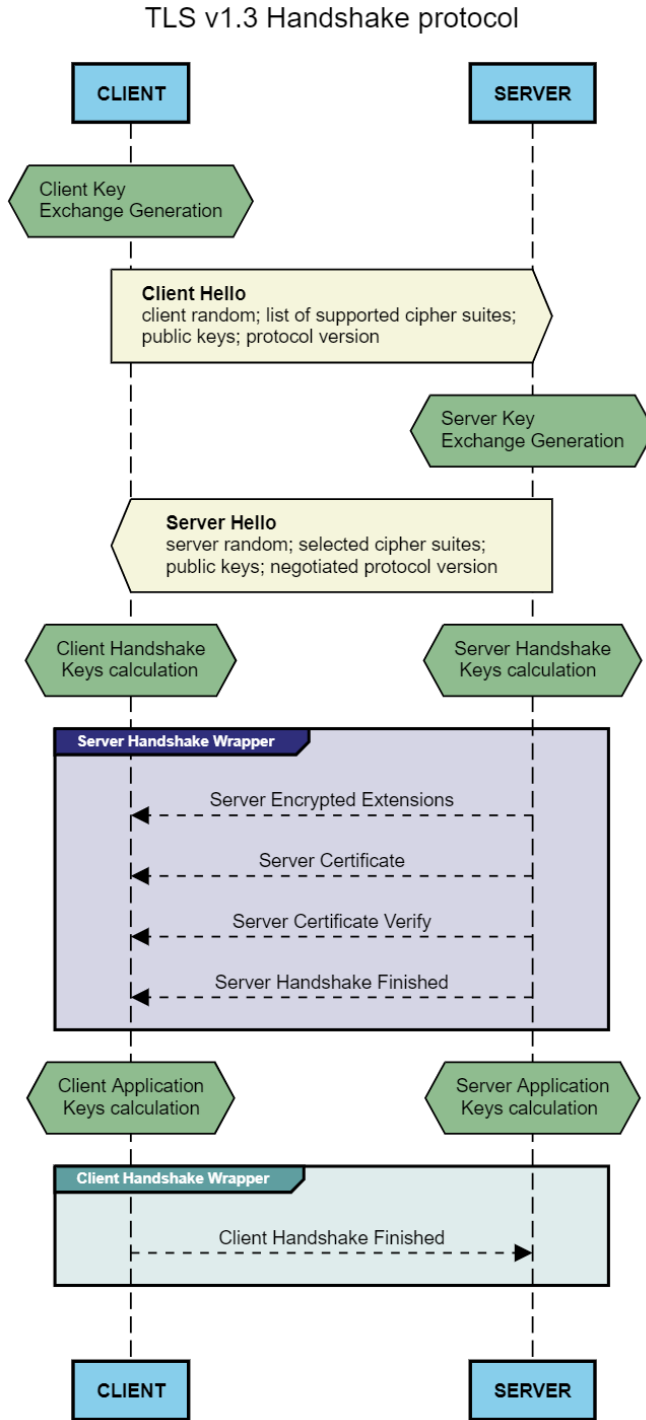 TLS v1.3 Handshake protocol
CLIENT
SERVER
Client Key
Exchange Generation
Client Hello
client random; list of supported cipher suites;
public keys; protocol version
Server Key
Exchange Generation
Server Hello
server random; selected cipher suites;
public keys; negotiated protocol version
Client Handshake
Keys calculation
Server Handshake
Keys calculation
Server Handshake Wrapper
Server Encrypted Extensions
Server Certificate
Server Certificate Verify
Server Handshake Finished
Client Application
Keys calculation
Server Application
Keys calculation
Client Handshake Wrapper
Client Handshake Finished
CLIENT
SERVER